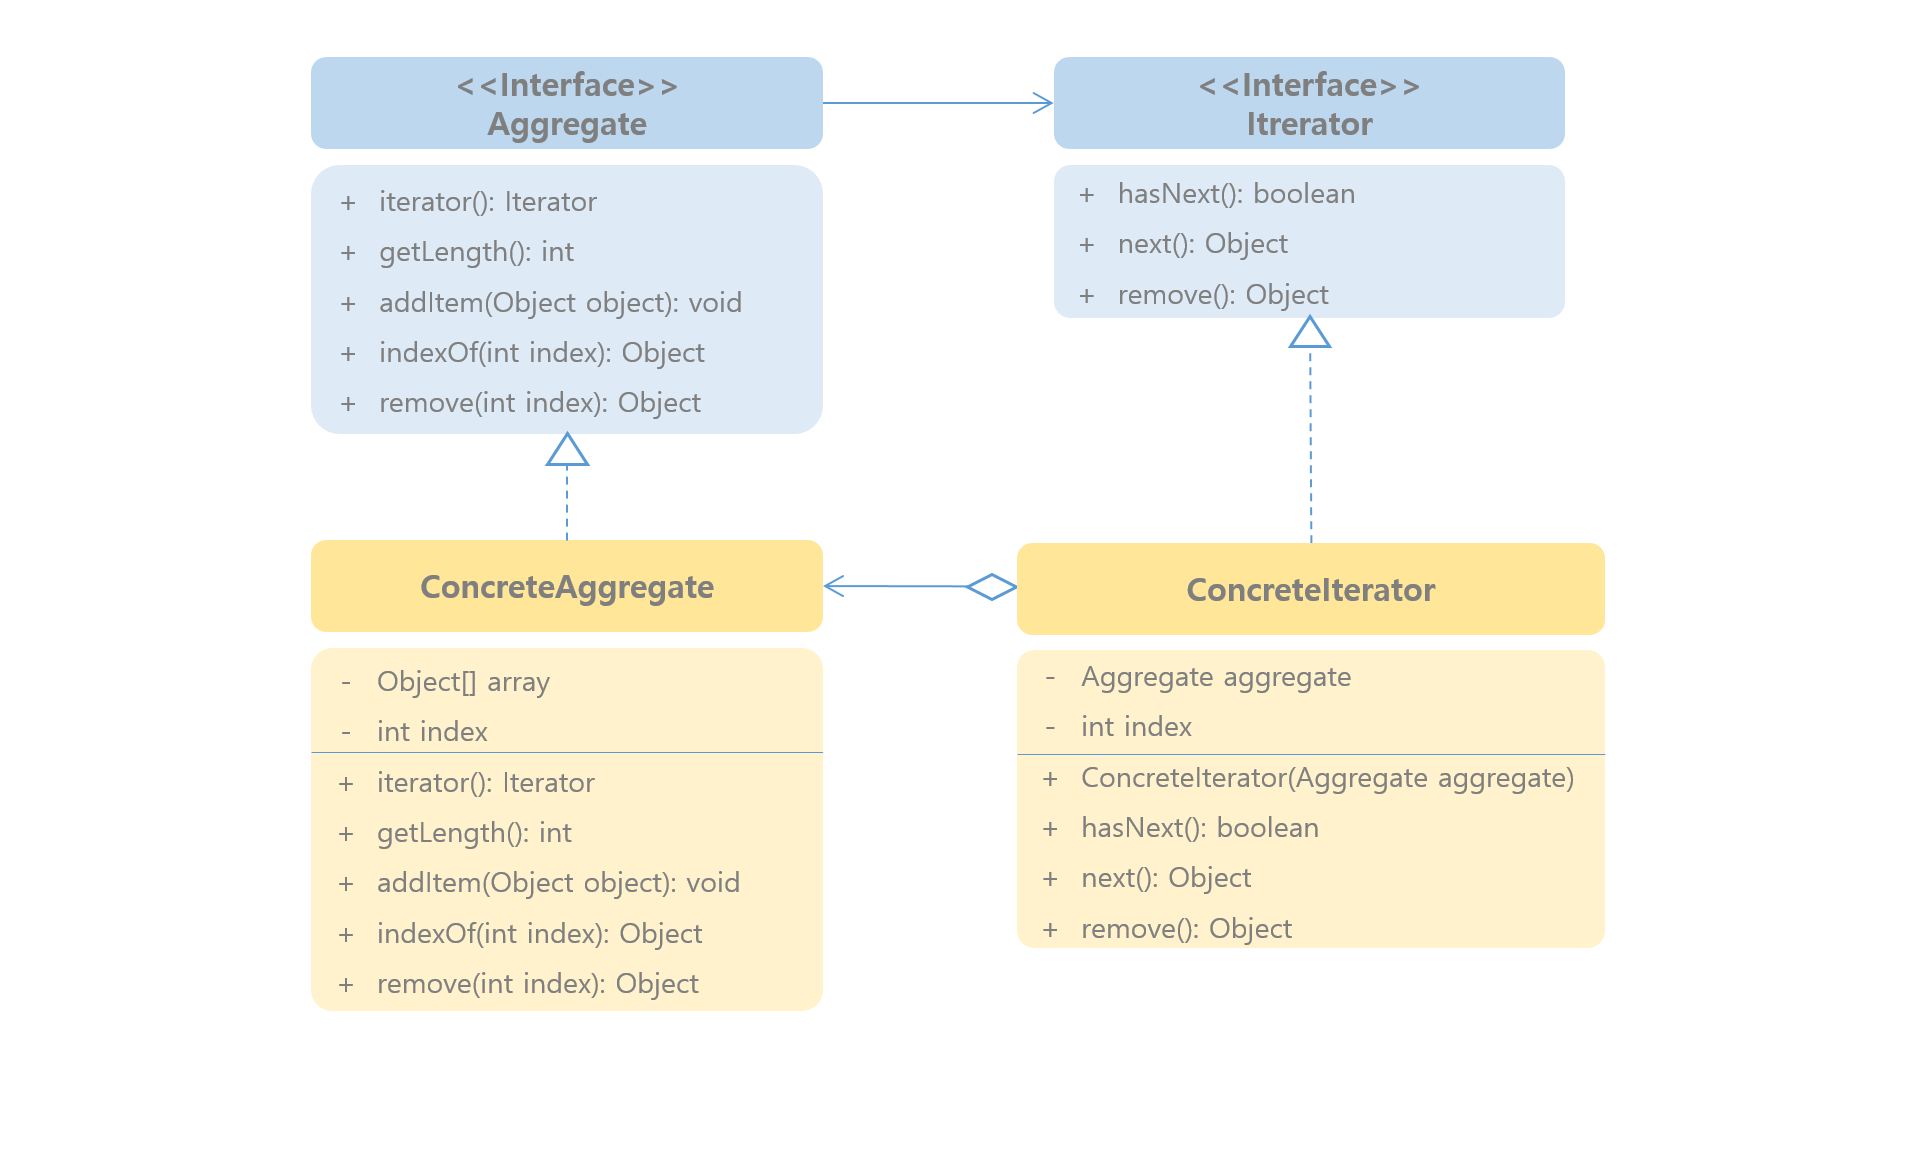 <<Interface>>
Aggregate
+ iterator(): Iterator
+ getLength(): int
+ addItem(Object object): void
+ indexOf(int index): Object
+ remove(int index): Object
<<Interface>>
Itrerator
+ hasNext(): boolean
+ next(): Object
+ remove(): Object
ConcreteAggregate
- Object[] array
- int index
+ iterator(): Iterator
+ getLength(): int
+ addItem(Object object): void
+ indexOf(int index): Object
+ remove(int index): Object
ConcreteIterator
- Aggregate aggregate
- int index
+ ConcreteIterator(Aggregate aggregate)
+ hasNext(): boolean
+ next(): Object
+ remove(): Object